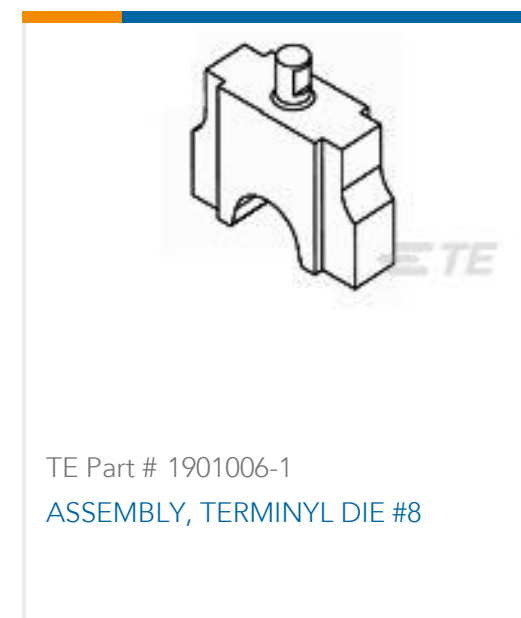 TE
TE Part # 1901006-1
ASSEMBLY, TERMINYL DIE #8